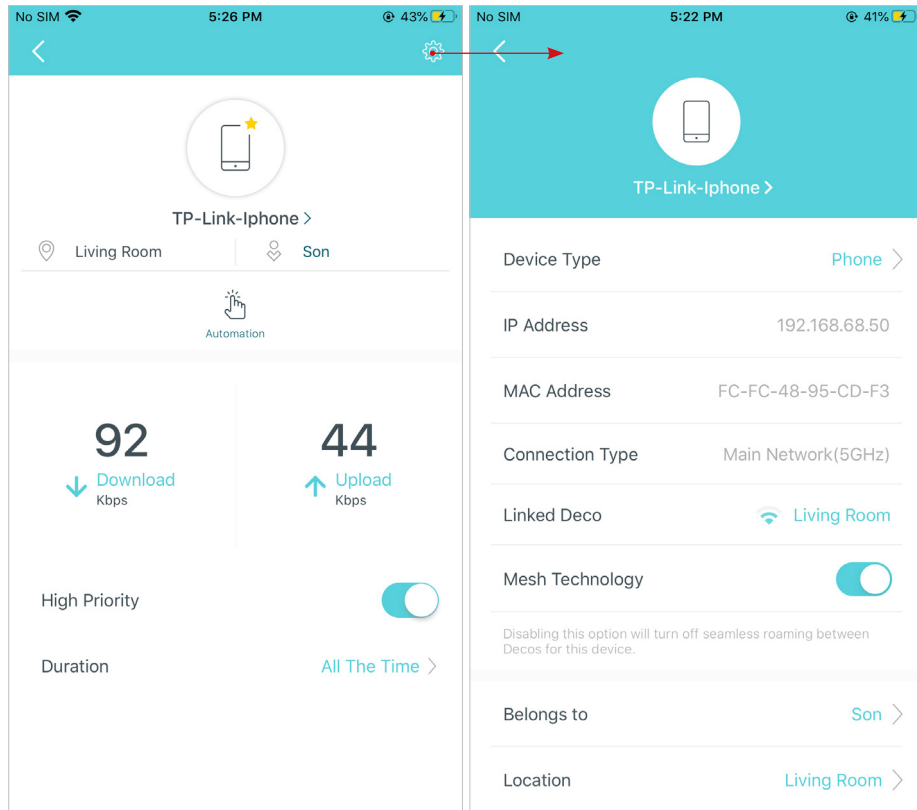 No SIM 5:26 PM 43%
TP-Link-Iphone >
Living Room Son
Automation
92 44
Download Upload
Kbps Kbps
High Priority
Duration All The Time >
No SIM 5:22 PM 41%
TP-Link-Iphone >
Device Type Phone >
IP Address 192.168.68.50
MAC Address FC-FC-48-95-CD-F3
Connection Type Main Network(5GHz)
Linked Deco Living Room
Mesh Technology
Disabling this option will turn off seamless roaming between
Decos for this device.
Belongs to Son >
Location Living Room >